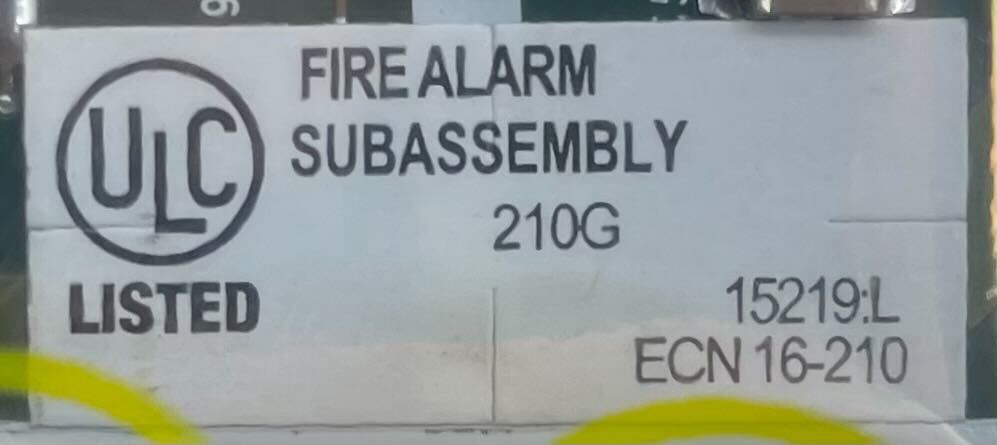 ULC
LISTED
FIRE ALARM
SUBASSEMBLY
210G
15219:L
ECN 16-210